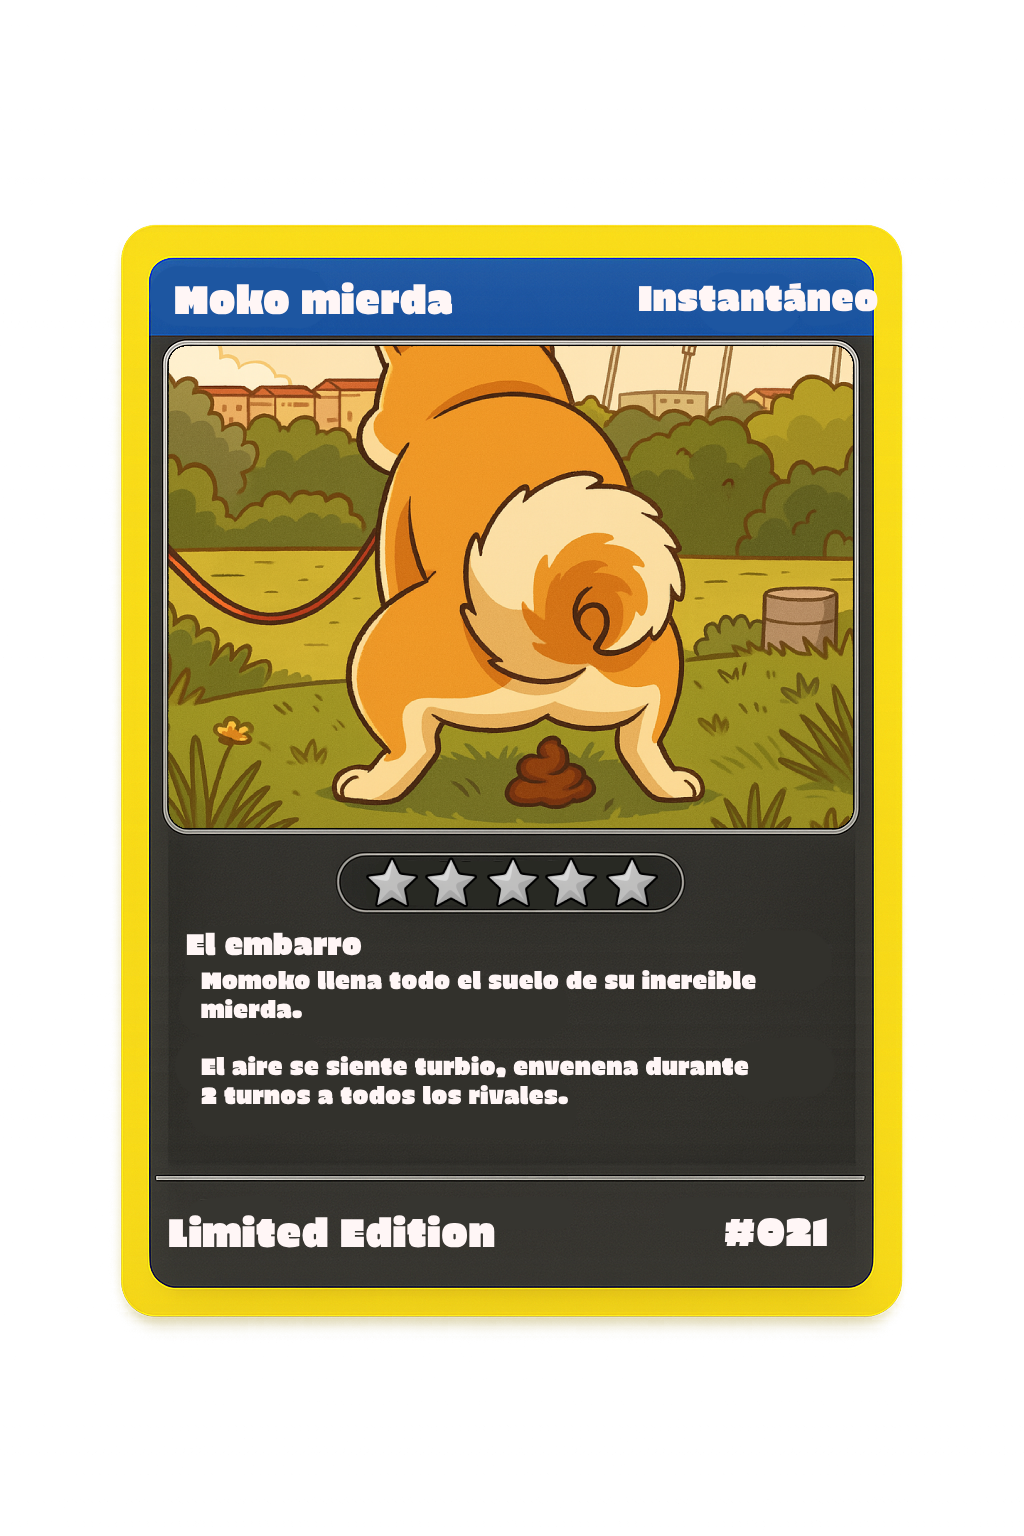 Moko mierda
Instantáneo
El embarro
Momoko llena todo el suelo de su increible
mierda.
El aire se siente turbio, envenena durante
2 turnos a todos los rivales.
Limited Edition
#021